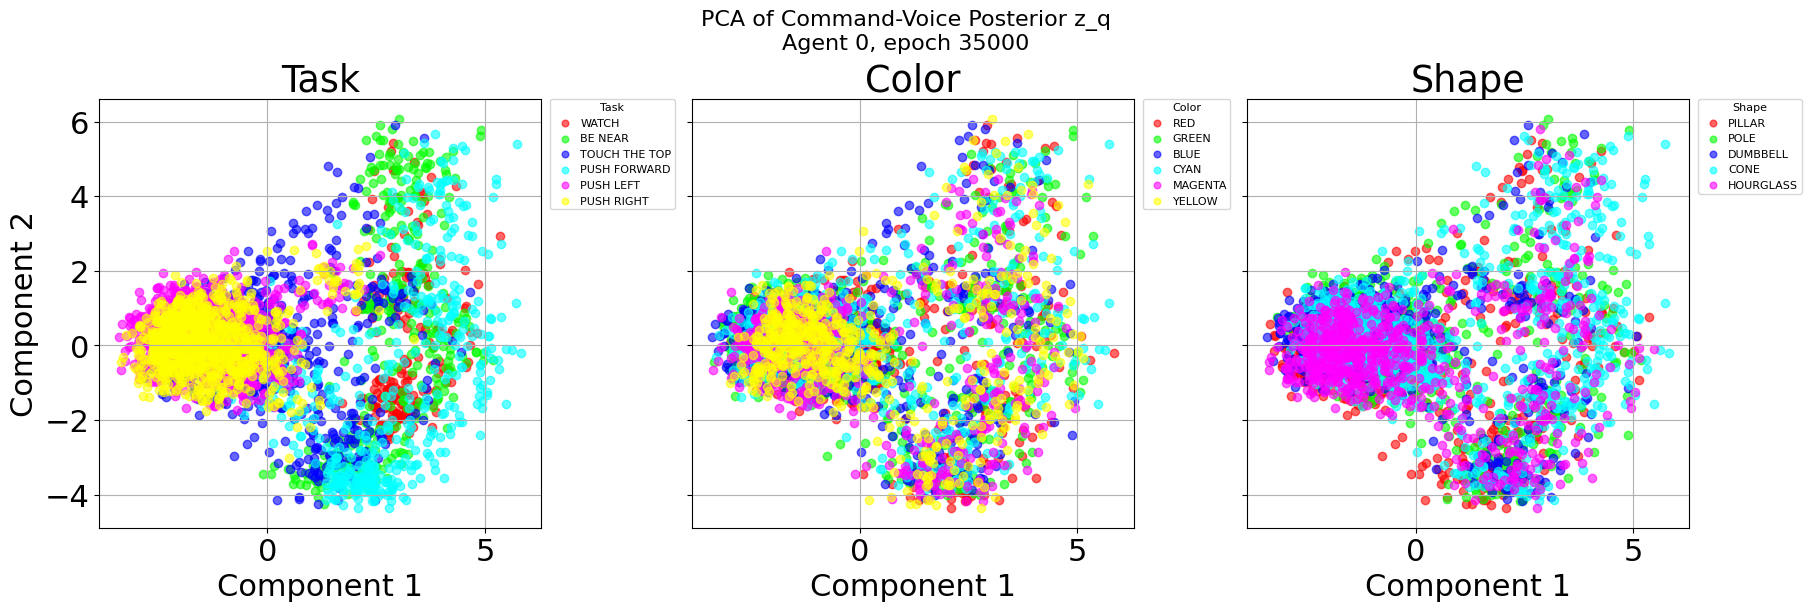 PCA of Command-Voice Posterior z_q
Agent 0, epoch 35000
Task
Color
Shape
Component 2
6
4
2
0
−2
−4
0
5
Component 1
Task
WATCH
BE NEAR
TOUCH THE TOP
PUSH FORWARD
PUSH LEFT
PUSH RIGHT
0
5
Component 1
Color
RED
GREEN
BLUE
CYAN
MAGENTA
YELLOW
0
5
Component 1
Shape
PILLAR
POLE
DUMBBELL
CONE
HOURGLASS